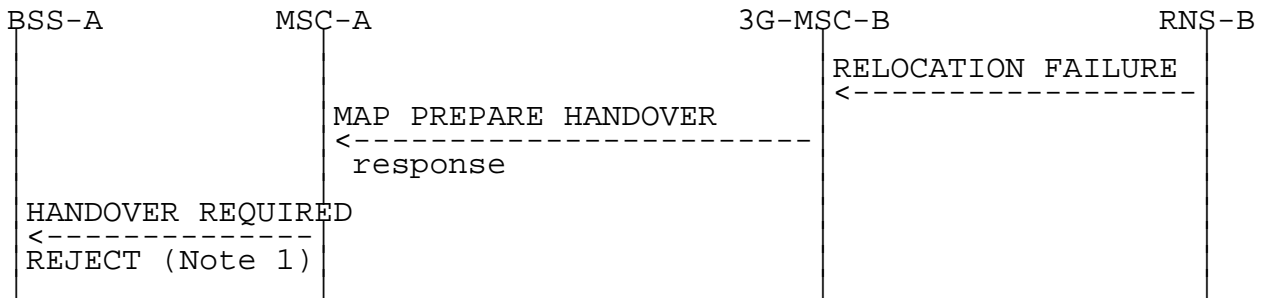 BSS-A MSC-A 3G-MSC-B RNS-B
RELOCATION FAILURE
MAP PREPARE HANDOVER
response
HANDOVER REQUIRED
REJECT (Note 1)